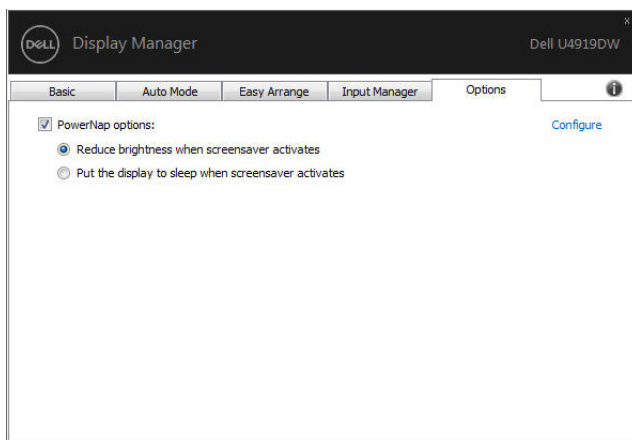 DELL Display Manager Dell U4919DW
x
Basic Auto Mode Easy Arrange Input Manager Options i
PowerNap options: Configure
Reduce brightness when screensaver activates
Put the display to sleep when screensaver activates